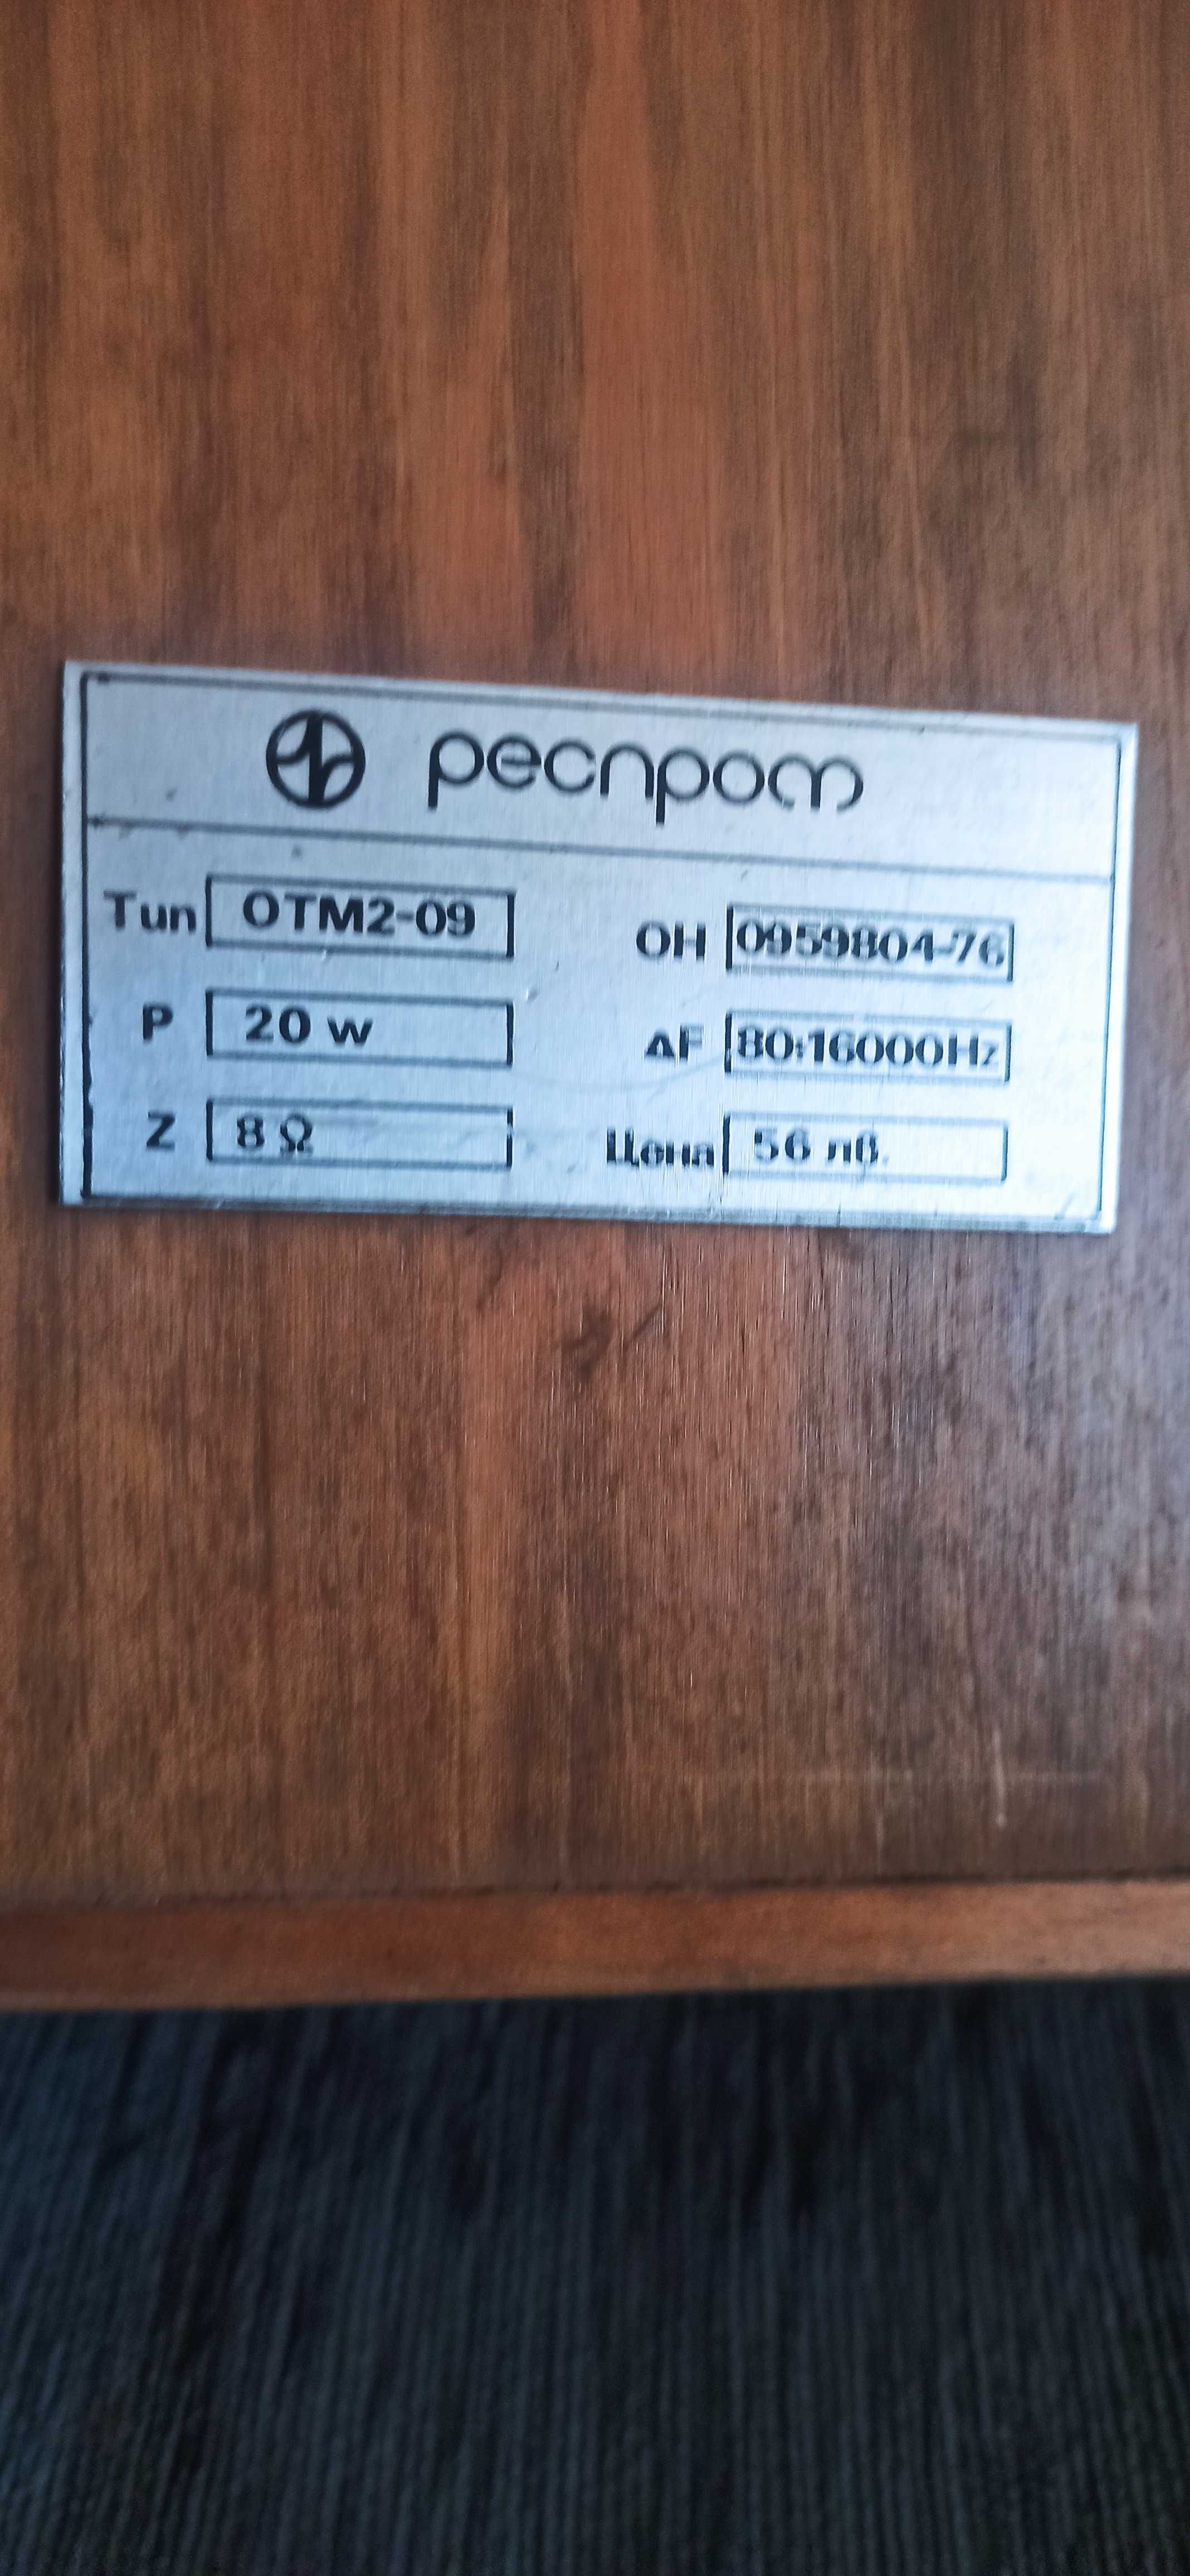 респром
Тип ОТМ2-09 ОН 0959804-76
P 20 w ΔF 80÷16000Hz
Z 8 Ω Цена 56 лв.